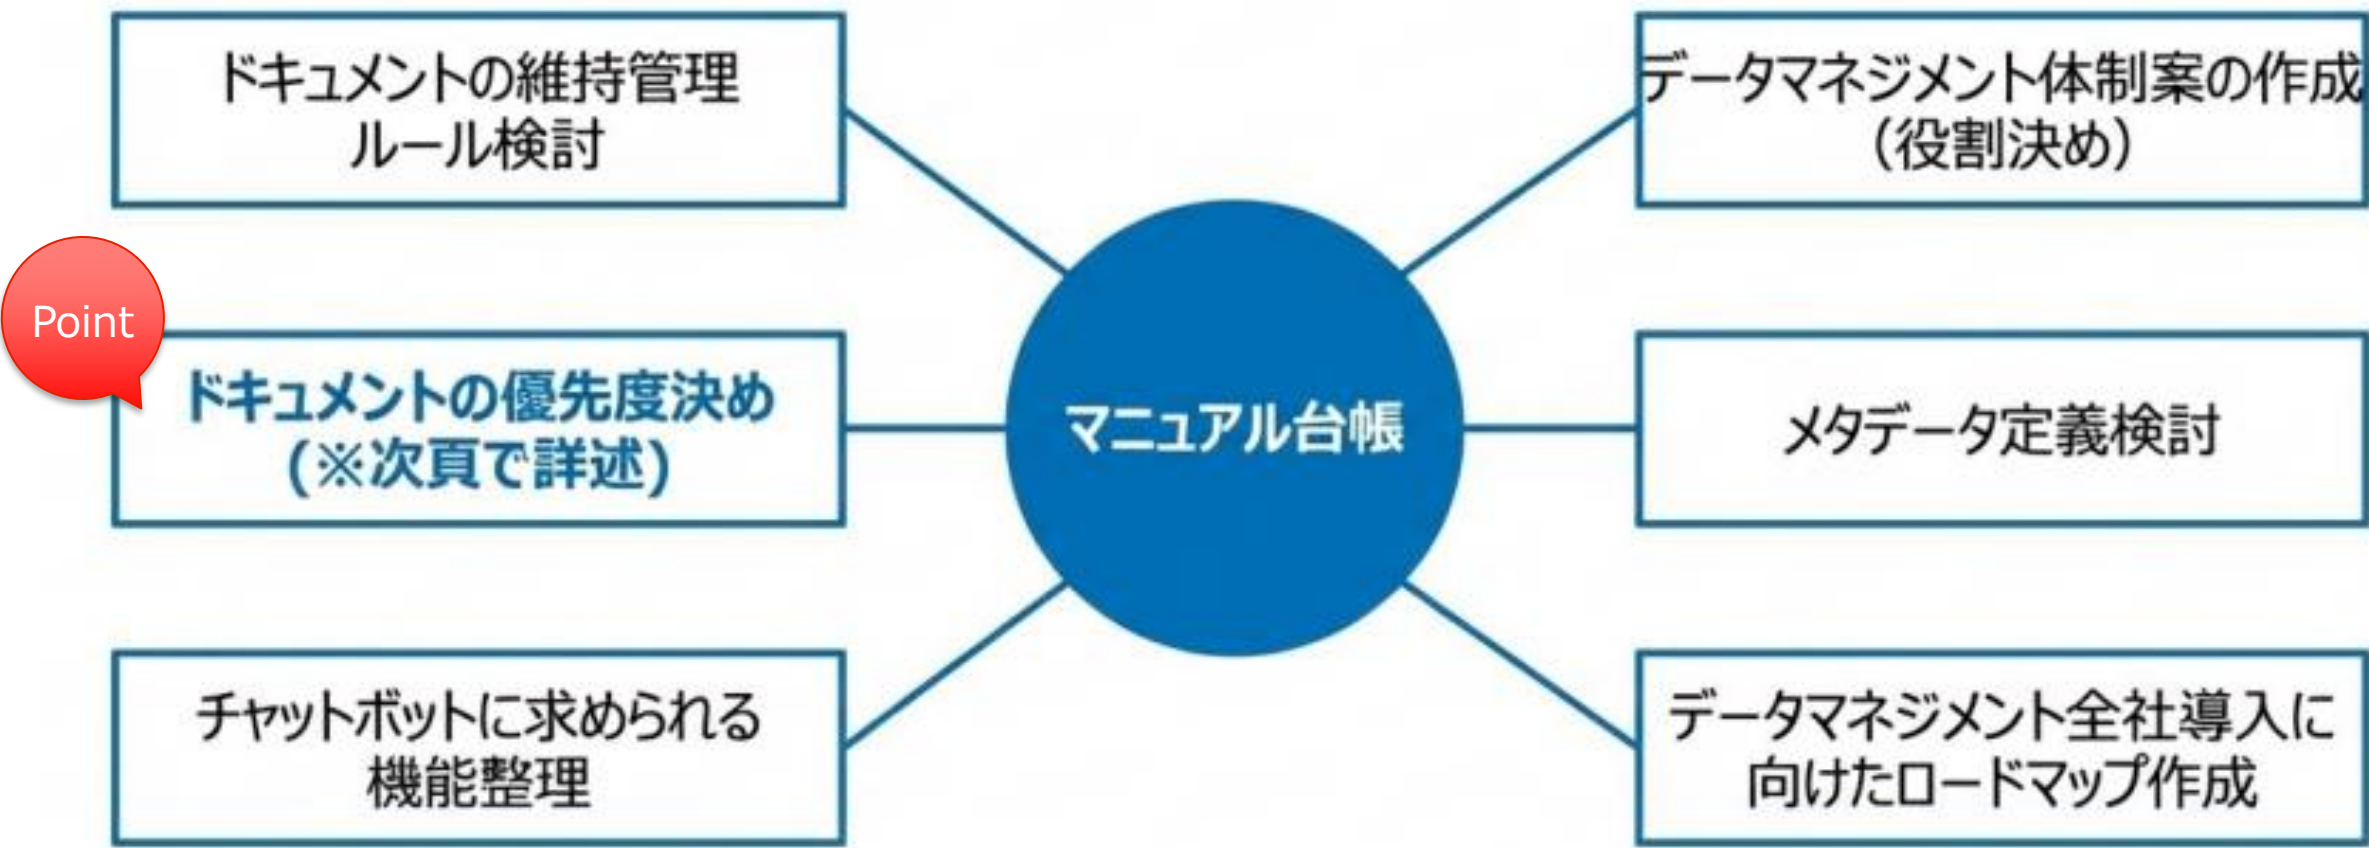 ドキュメントの維持管理
ルール検討
Point
ドキュメントの優先度決め
(※次頁で詳述)
チャットボットに求められる
機能整理
マニュアル台帳
データマネジメント体制案の作成
（役割決め）
メタデータ定義検討
データマネジメント全社導入に
向けたロードマップ作成